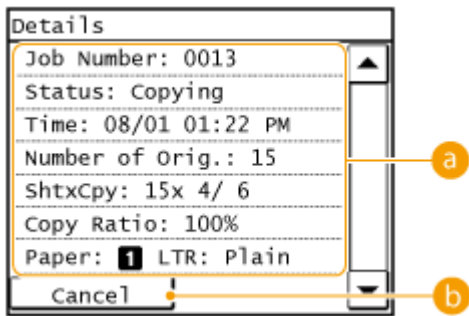 Details
Job Number: 0013
Status: Copying
Time: 08/01 01:22 PM
Number of Orig.: 15
ShtxCpy: 15x 4/ 6
Copy Ratio: 100%
Paper: 1 LTR: Plain
Cancel
a
b